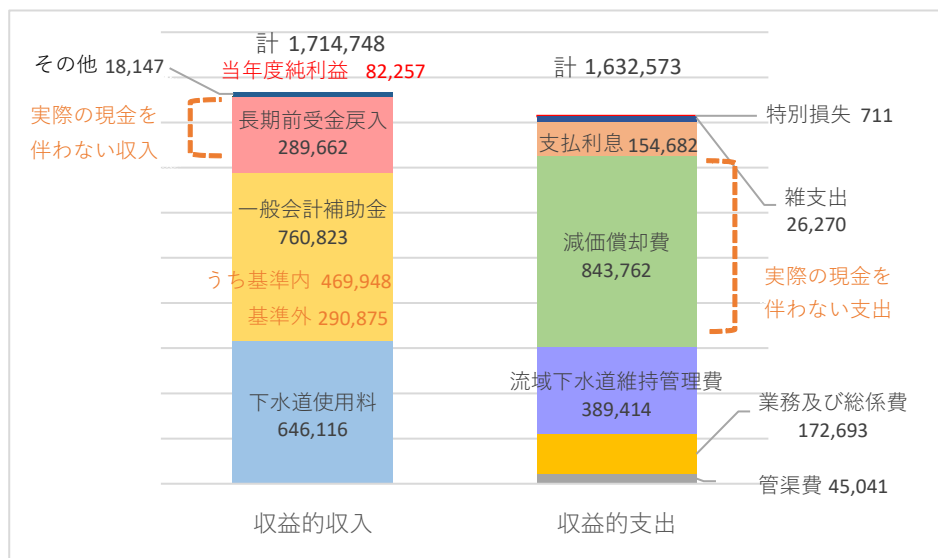 計 1,714,748
当年度純利益 82,257
その他 18,147
実際の現金を
伴わない収入
長期前受金戻入
289,662
一般会計補助金
760,823
うち基準内 469,948
基準外 290,875
下水道使用料
646,116
収益的収入
計 1,632,573
特別損失 711
支払利息 154,682
雑支出
26,270
減価償却費
843,762
実際の現金を
伴わない支出
流域下水道維持管理費
389,414
業務及び総係費
172,693
管渠費 45,041
収益的支出